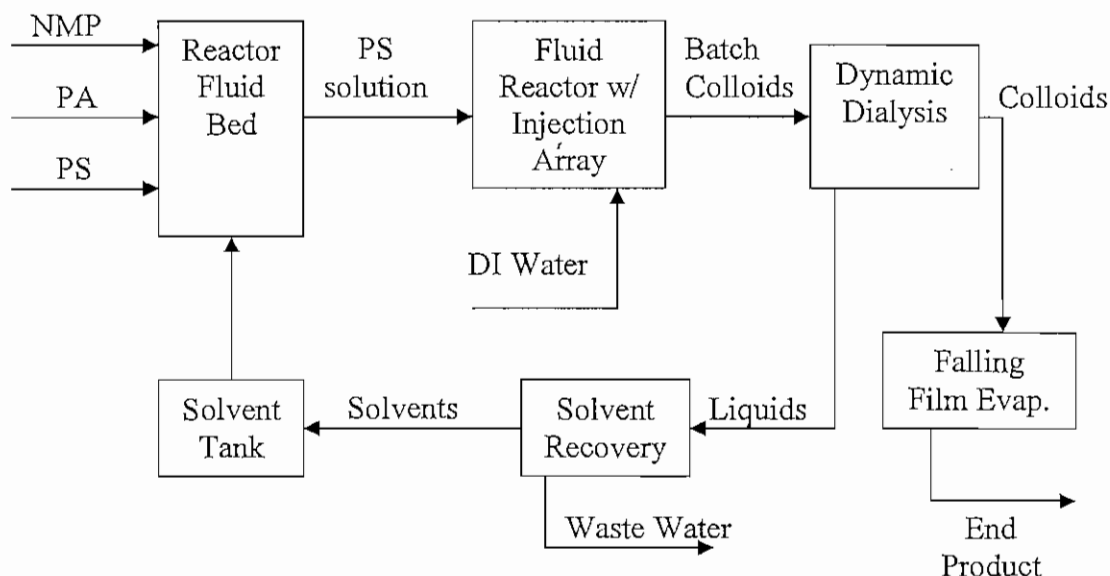 NMP
PA
PS
Reactor
Fluid
Bed
PS
solution
Fluid
Reactor w/
Injection
Array
Batch
Colloids
Dynamic
Dialysis
Colloids
DI Water
Falling
Film Evap.
Solvent
Tank
Solvents
Solvent
Recovery
Liquids
Waste Water
End
Product